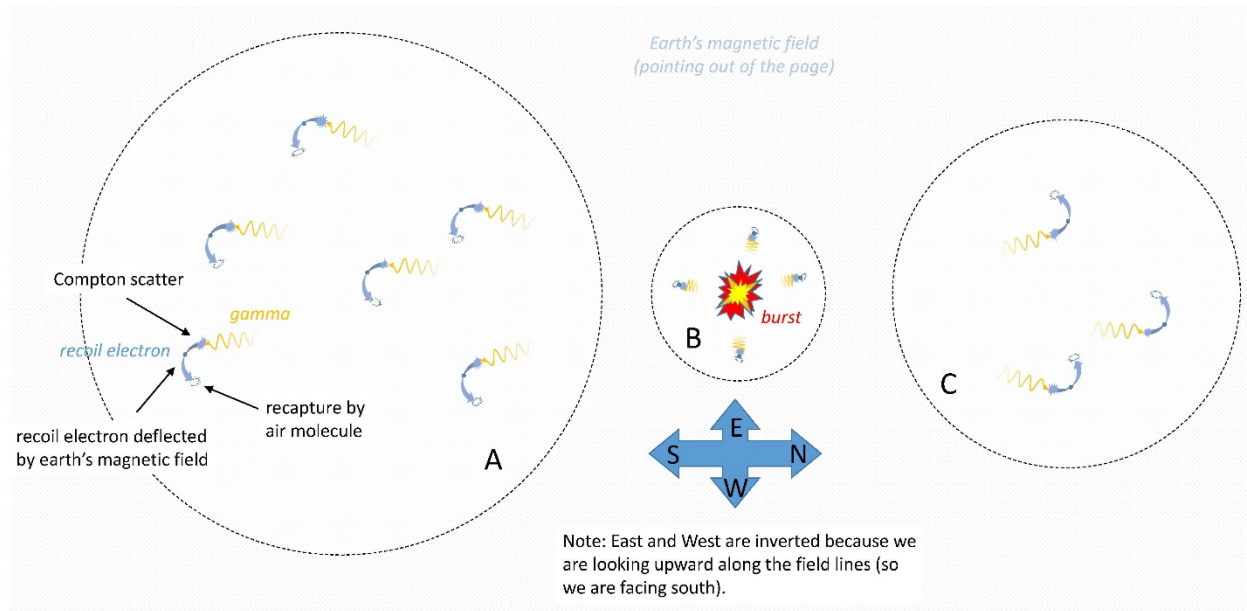 Earth's magnetic field
(pointing out of the page)
Compton scatter
gamma
recoil electron
recapture by
air molecule
recoil electron deflected
by earth's magnetic field
A
burst
B
C
E
S
N
W
Note: East and West are inverted because we
are looking upward along the field lines (so
we are facing south).